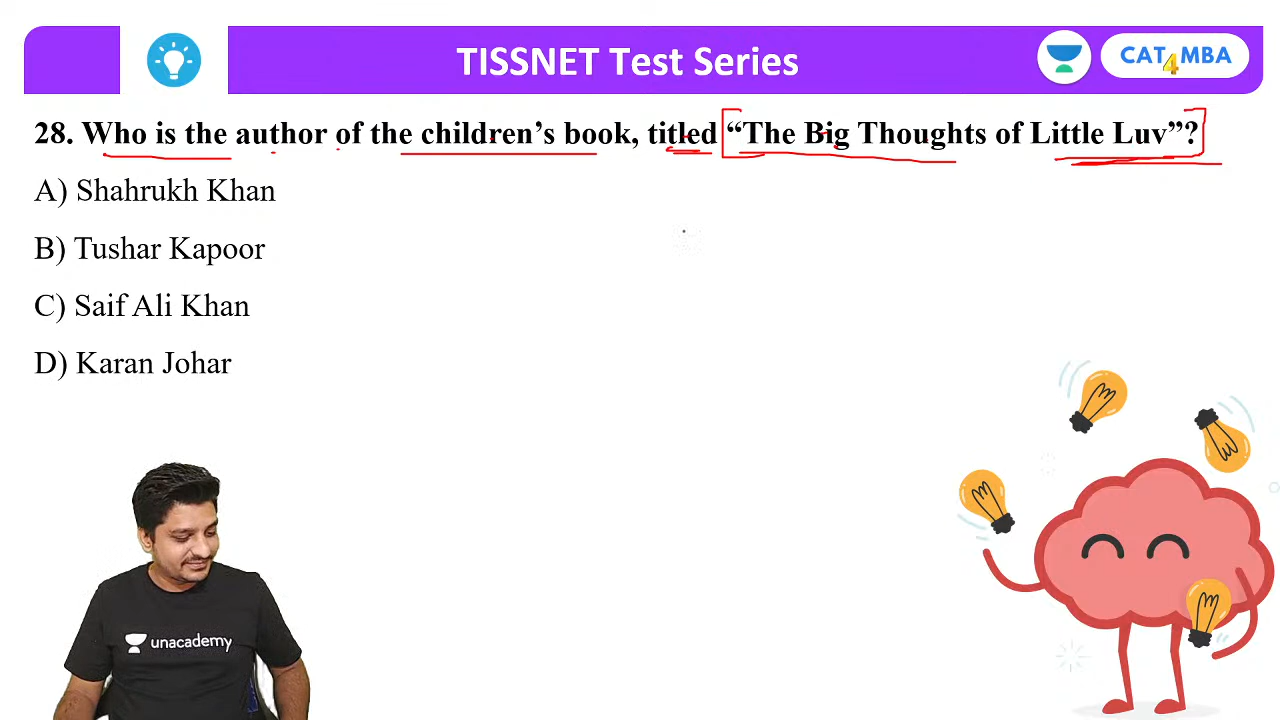 TISSNET Test Series
CAT4MBA
28. Who is the author of the children’s book, titled “The Big Thoughts of Little Luv”?
A) Shahrukh Khan
B) Tushar Kapoor
C) Saif Ali Khan
D) Karan Johar
unacademy